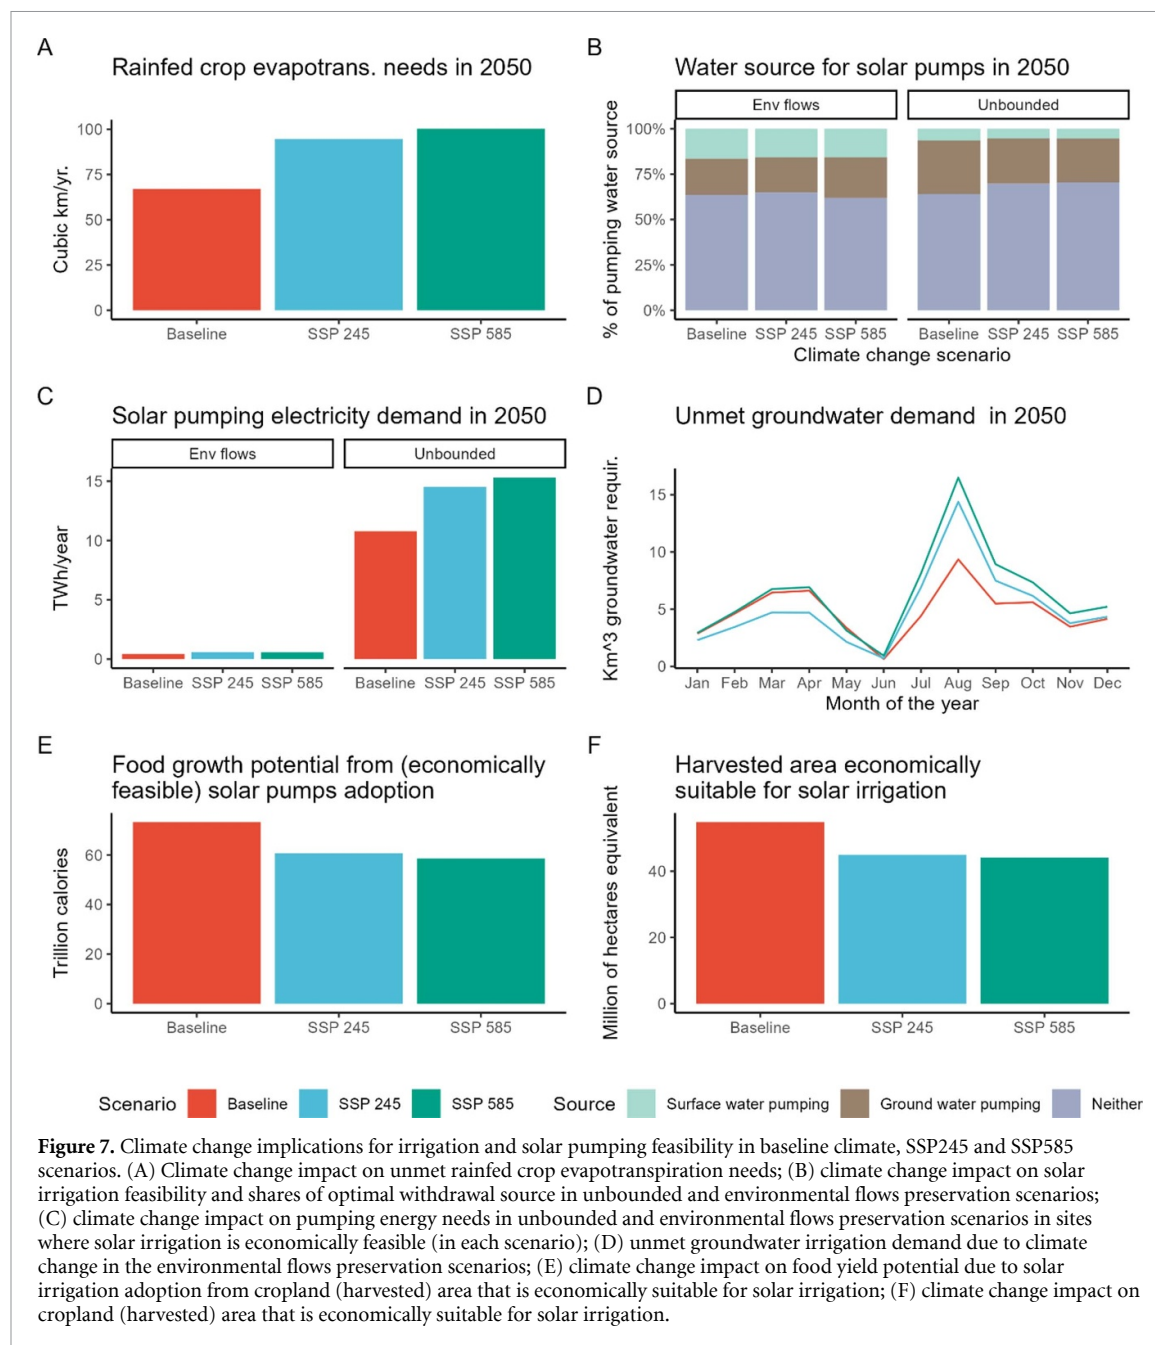 A
Rainfed crop evapotrans. needs in 2050
Cubic km/yr.
100
75
50
25
0
Baseline
SSP 245
SSP 585
B
Water source for solar pumps in 2050
Env flows
Unbounded
% of pumping water source
100%
75%
50%
25%
0%
Baseline SSP 245 SSP 585
Baseline SSP 245 SSP 585
Climate change scenario
C
Solar pumping electricity demand in 2050
Env flows
Unbounded
TWh/year
15
10
5
0
Baseline SSP 245 SSP 585
Baseline SSP 245 SSP 585
D
Unmet groundwater demand in 2050
Km^3 groundwater requir.
15
10
5
0
Jan Feb Mar Apr May Jun Jul Aug Sep Oct Nov Dec
Month of the year
E
Food growth potential from (economically
feasible) solar pumps adoption
Trillion calories
60
40
20
0
Baseline
SSP 245
SSP 585
F
Harvested area economically
suitable for solar irrigation
Million of hectares equivalent
40
20
0
Baseline
SSP 245
SSP 585
Scenario Baseline SSP 245 SSP 585 Source Surface water pumping Ground water pumping Neither
Figure 7. Climate change implications for irrigation and solar pumping feasibility in baseline climate, SSP245 and SSP585
scenarios. (A) Climate change impact on unmet rainfed crop evapotranspiration needs; (B) climate change impact on solar
irrigation feasibility and shares of optimal withdrawal source in unbounded and environmental flows preservation scenarios;
(C) climate change impact on pumping energy needs in unbounded and environmental flows preservation scenarios in sites
where solar irrigation is economically feasible (in each scenario); (D) unmet groundwater irrigation demand due to climate
change in the environmental flows preservation scenarios; (E) climate change impact on food yield potential due to solar
irrigation adoption from cropland (harvested) area that is economically suitable for solar irrigation; (F) climate change impact on
cropland (harvested) area that is economically suitable for solar irrigation.